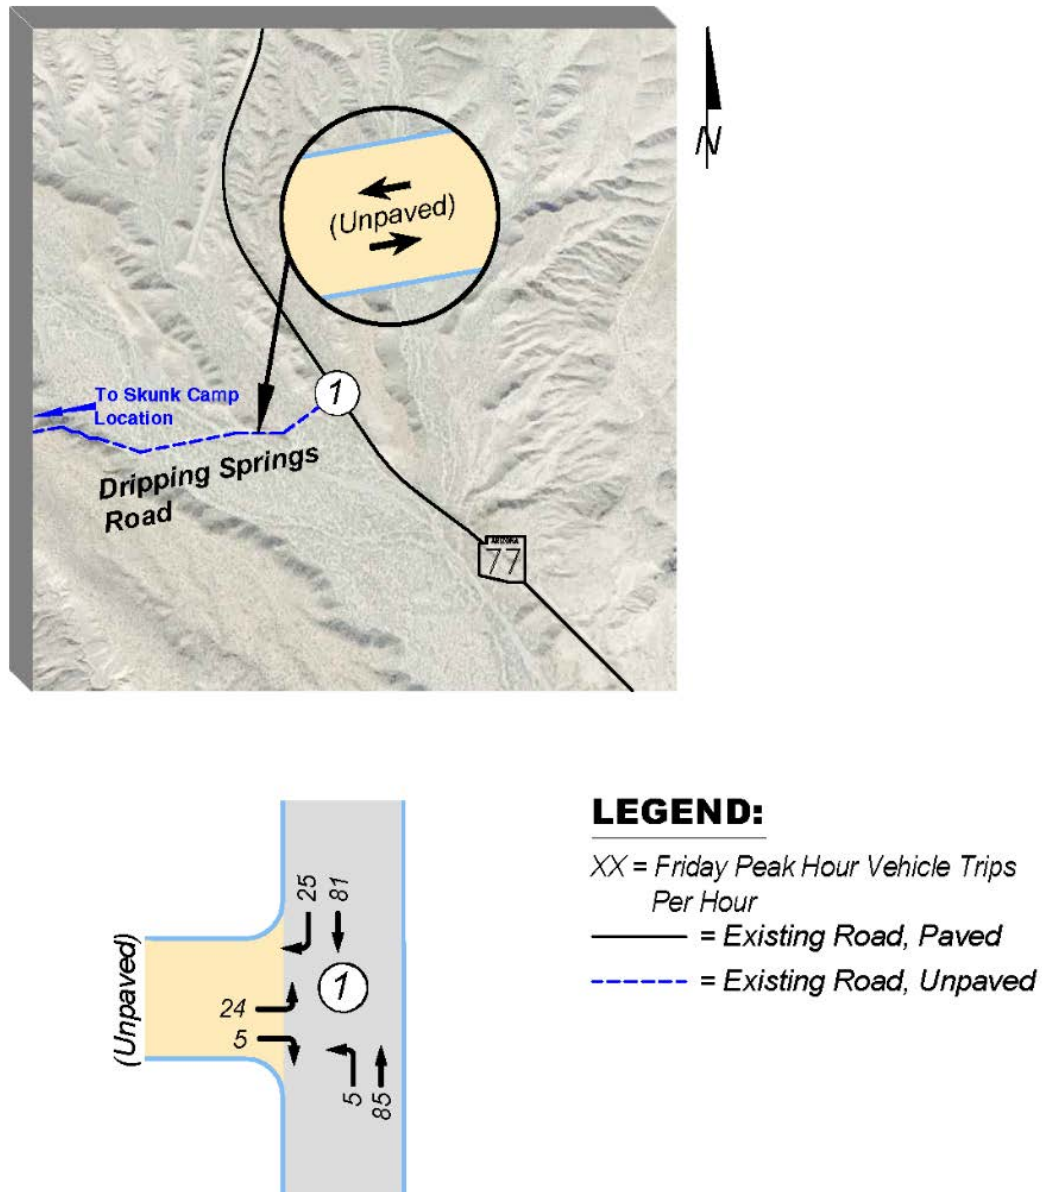 N
(Unpaved)
1
To Skunk Camp
Location
Dripping Springs
Road
ARIZONA
77
LEGEND:
XX = Friday Peak Hour Vehicle Trips
Per Hour
= Existing Road, Paved
= Existing Road, Unpaved
(Unpaved)
25
81
1
24
5
5
85